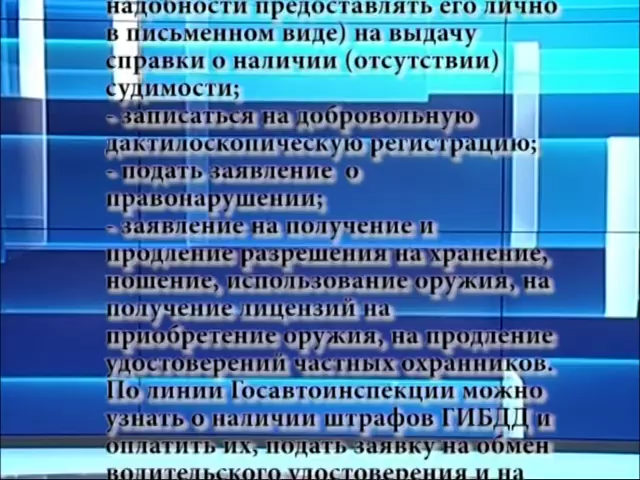 надобности предоставлять его лично
в письменном виде) на выдачу
справки о наличии (отсутствии)
судимости;
- записаться на добровольную
дактилоскопическую регистрацию;
- подать заявление о
правонарушении;
- заявление на получение и
продление разрешения на хранение,
ношение, использование оружия, на
получение лицензий на
приобретение оружия, на продление
удостоверений частных охранников.
По линии Госавтоинспекции можно
узнать о наличии штрафов ГИБДД и
оплатить их, подать заявку на обмен
водительского удостоверения и на